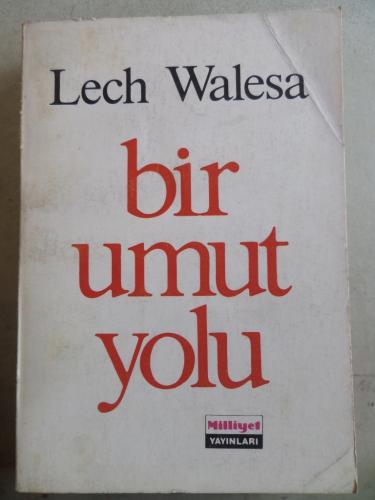 Lech Walesa
bir
umut
yolu
Milliyet
YAYINLARI